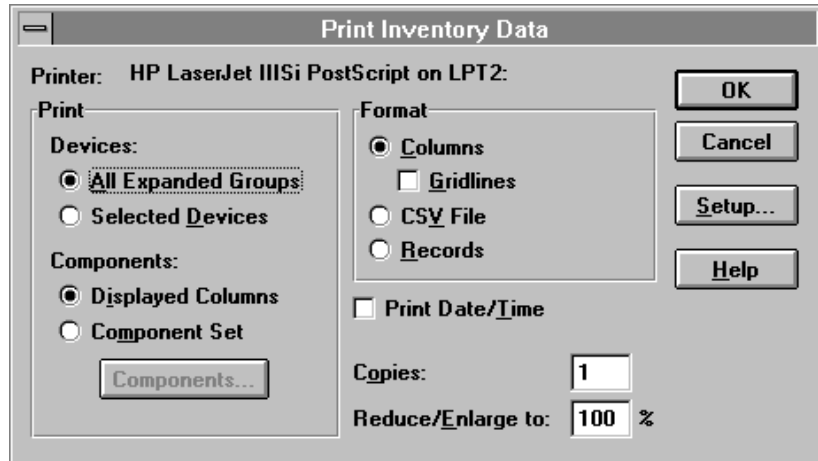 Print Inventory Data
Printer: HP LaserJet IIISi PostScript on LPT2:
Print
Devices:
All Expanded Groups
Selected Devices
Components:
Displayed Columns
Component Set
Components...
Format
Columns
Gridlines
CSV File
Records
Print Date/Time
Copies: 1
Reduce/Enlarge to: 100 %
OK
Cancel
Setup...
Help